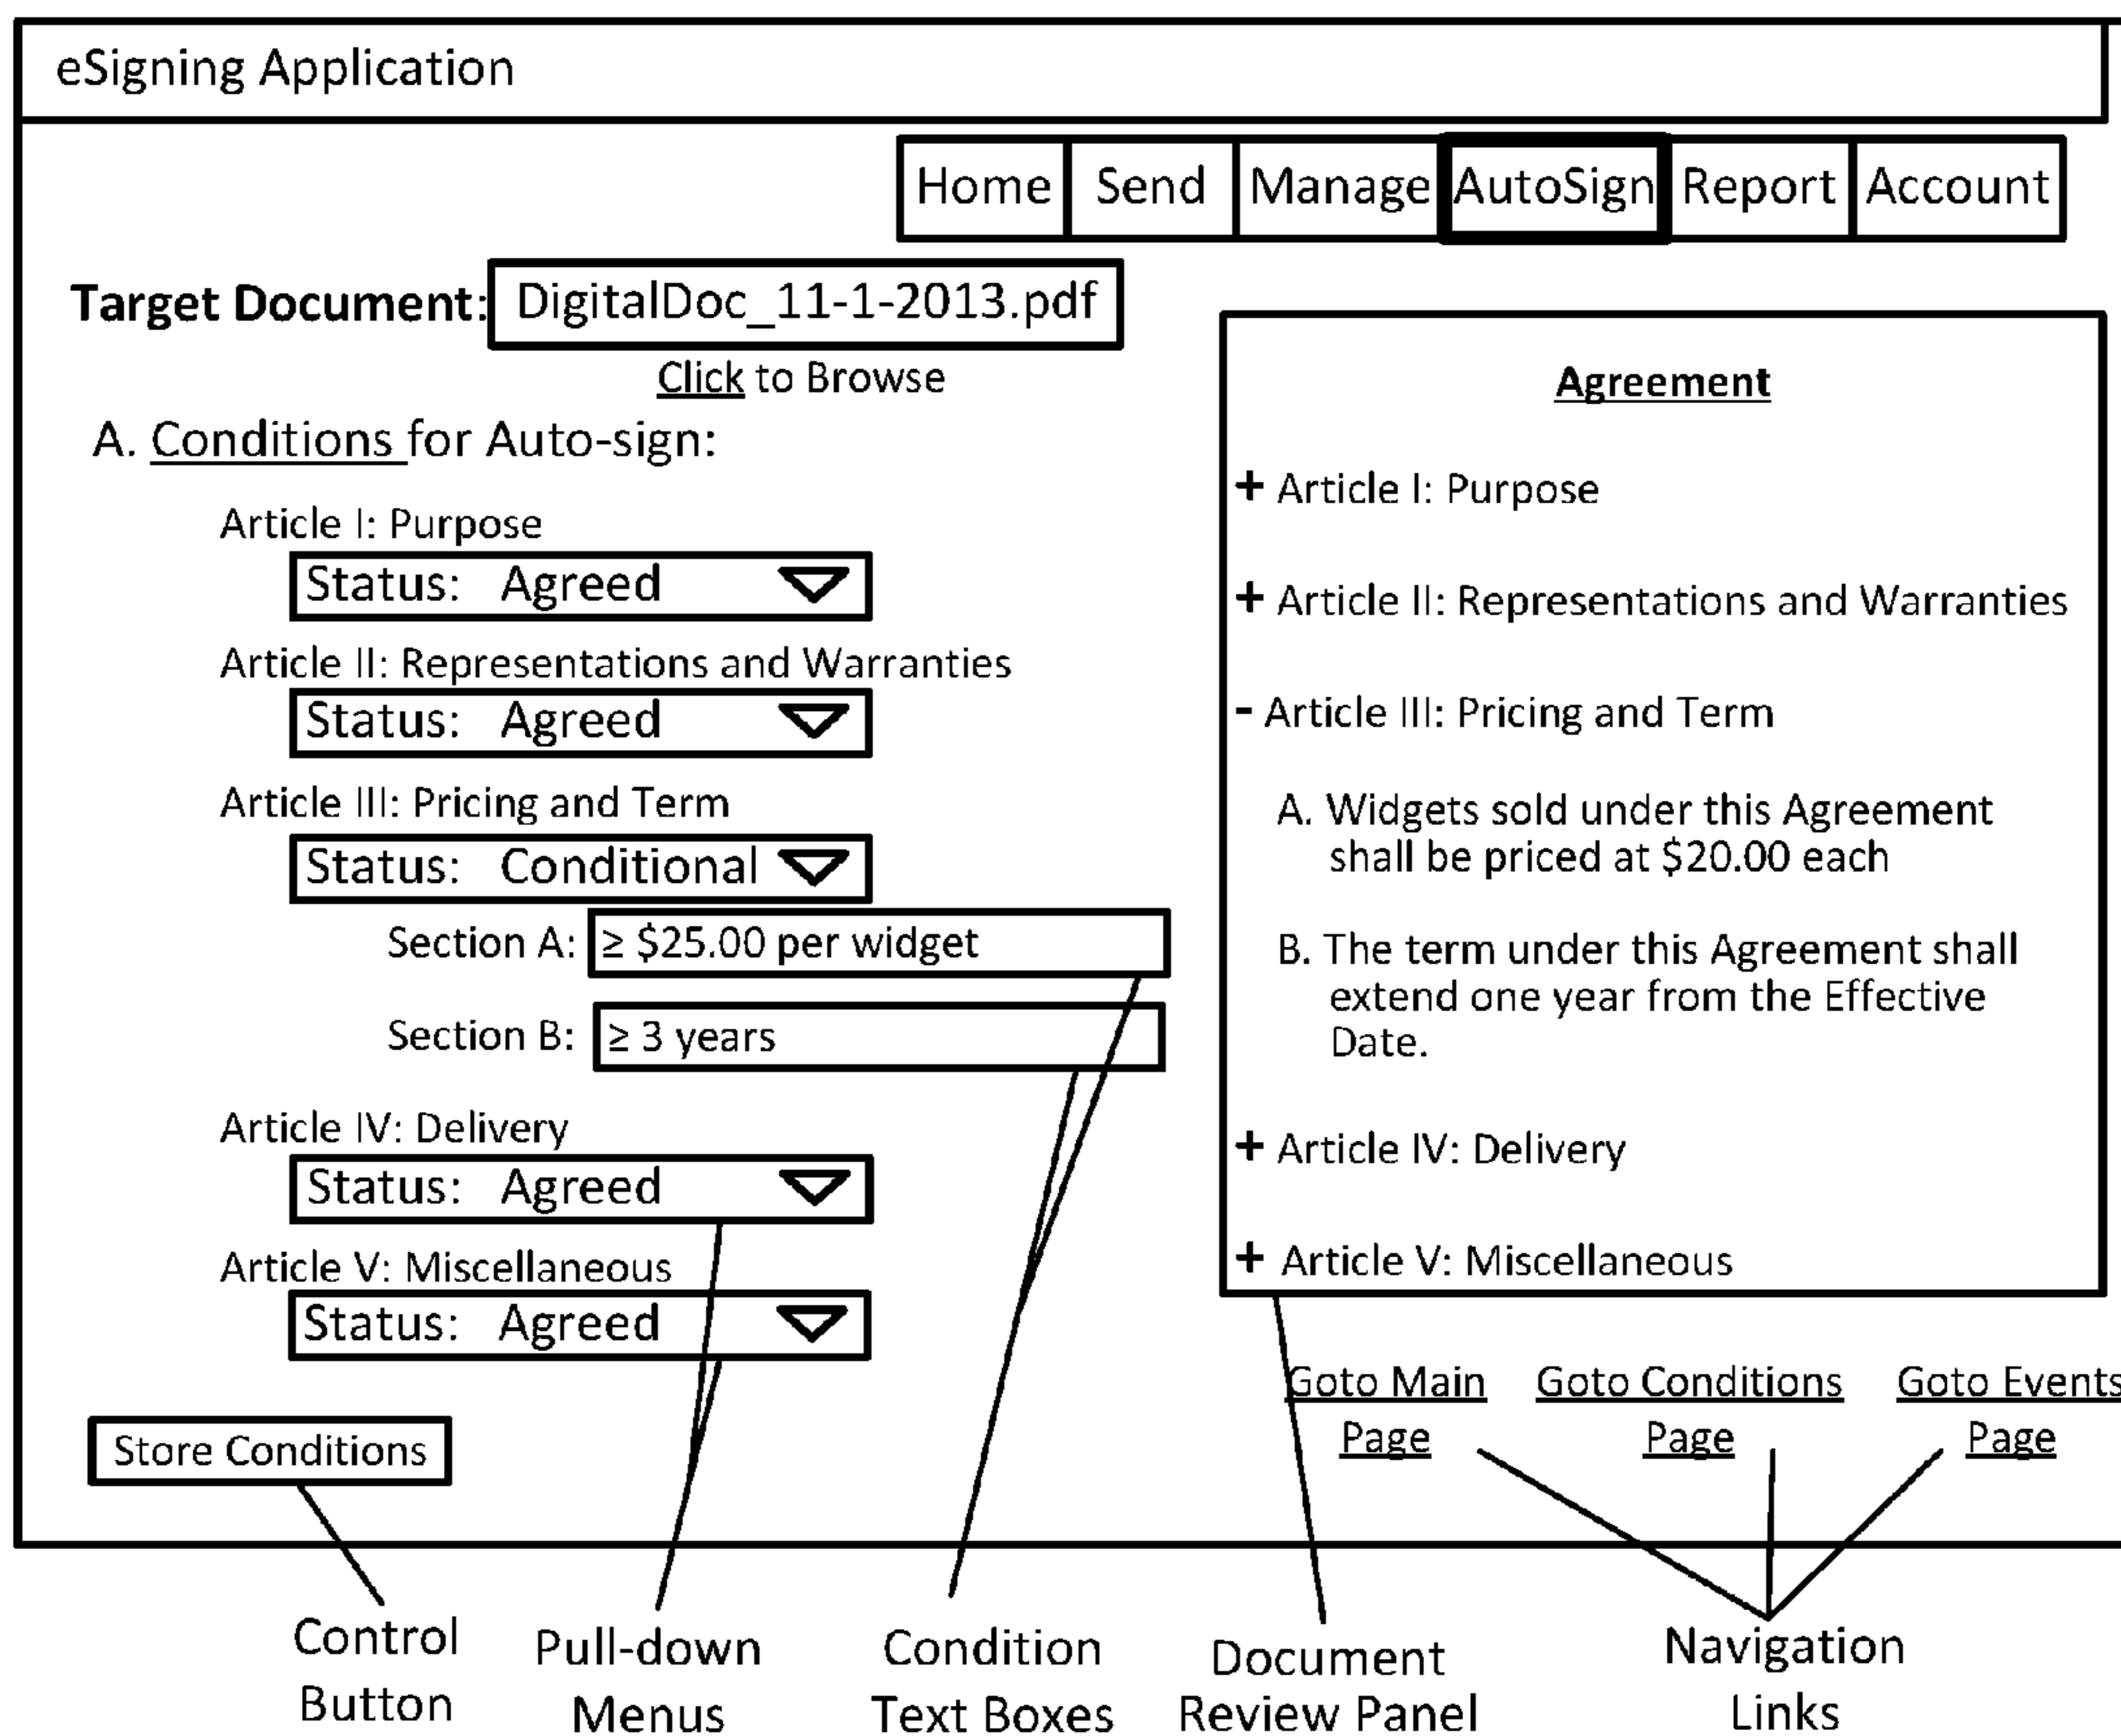 eSigning Application
Home Send Manage AutoSign Report Account
Target Document: DigitalDoc_11-1-2013.pdf
Click to Browse
A. Conditions for Auto-sign:
Article I: Purpose
Status: Agreed
Article II: Representations and Warranties
Status: Agreed
Article III: Pricing and Term
Status: Conditional
Section A: ≥ $25.00 per widget
Section B: ≥ 3 years
Article IV: Delivery
Status: Agreed
Article V: Miscellaneous
Status: Agreed
Store Conditions
Agreement
+ Article I: Purpose
+ Article II: Representations and Warranties
- Article III: Pricing and Term
A. Widgets sold under this Agreement
shall be priced at $20.00 each
B. The term under this Agreement shall
extend one year from the Effective
Date.
+ Article IV: Delivery
+ Article V: Miscellaneous
Goto Main
Page
Goto Conditions
Page
Goto Events
Page
Control
Button
Pull-down
Menus
Condition
Text Boxes
Document
Review Panel
Navigation
Links